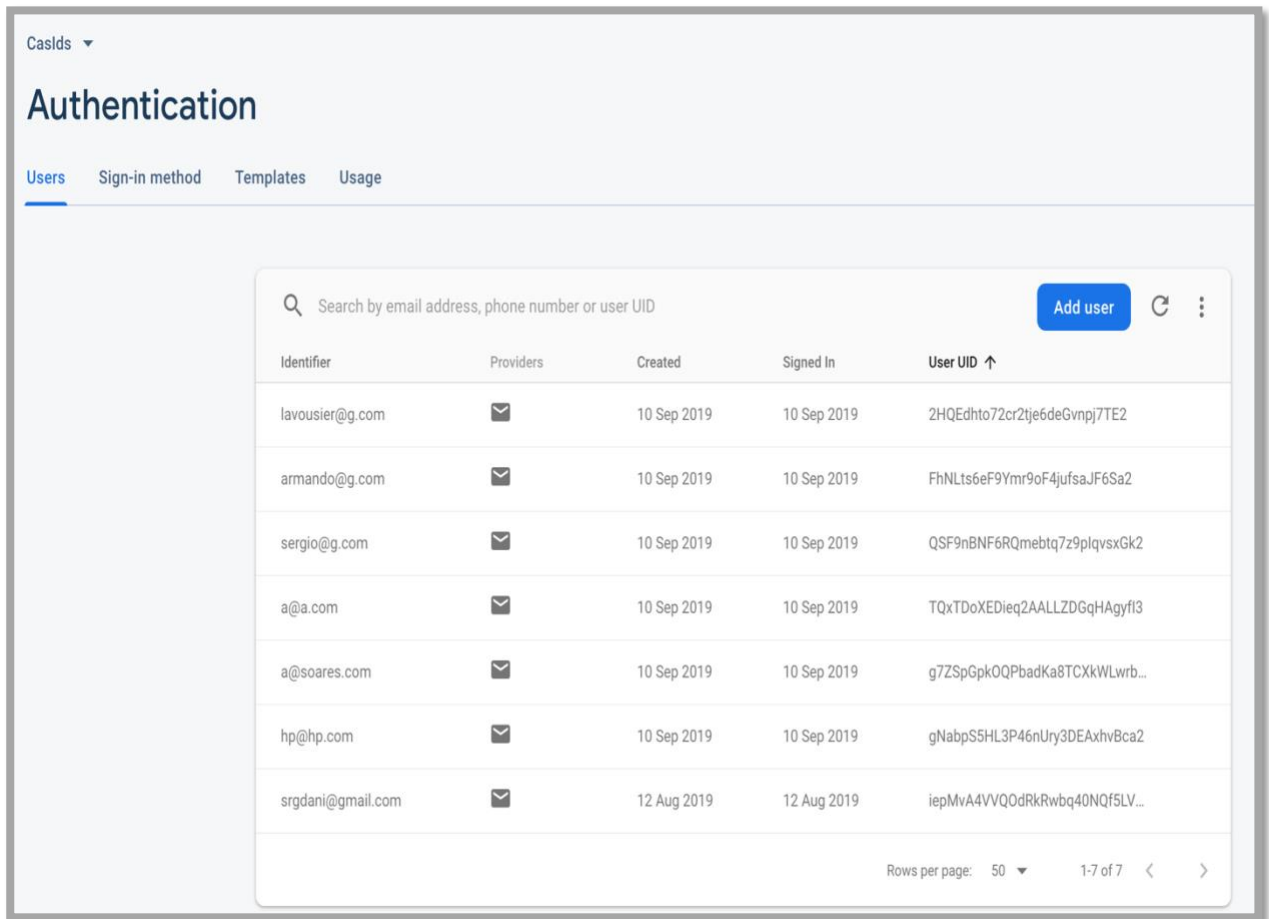 CasIds
Authentication
Users Sign-in method Templates Usage
Search by email address, phone number or user UID Add user
Identifier Providers Created Signed In User UID ↑
lavousier@g.com 10 Sep 2019 10 Sep 2019 2HQEdhto72cr2tje6deGvnpj7TE2
armando@g.com 10 Sep 2019 10 Sep 2019 FhNLts6eF9Ymr9oF4jufsaJF6Sa2
sergio@g.com 10 Sep 2019 10 Sep 2019 QSF9nBNF6RQmebtq7z9pIqvsxGk2
a@a.com 10 Sep 2019 10 Sep 2019 TQxTDoXEDieq2AALLZDGqHAgyfI3
a@soares.com 10 Sep 2019 10 Sep 2019 g7ZSpGpkOQPbadKa8TCXkWLwrb...
hp@hp.com 10 Sep 2019 10 Sep 2019 gNabpS5HL3P46nUry3DEAxhvBca2
srgdani@gmail.com 12 Aug 2019 12 Aug 2019 iepMvA4VVQOdRkRwbq40NQf5LV...
Rows per page: 50 1-7 of 7